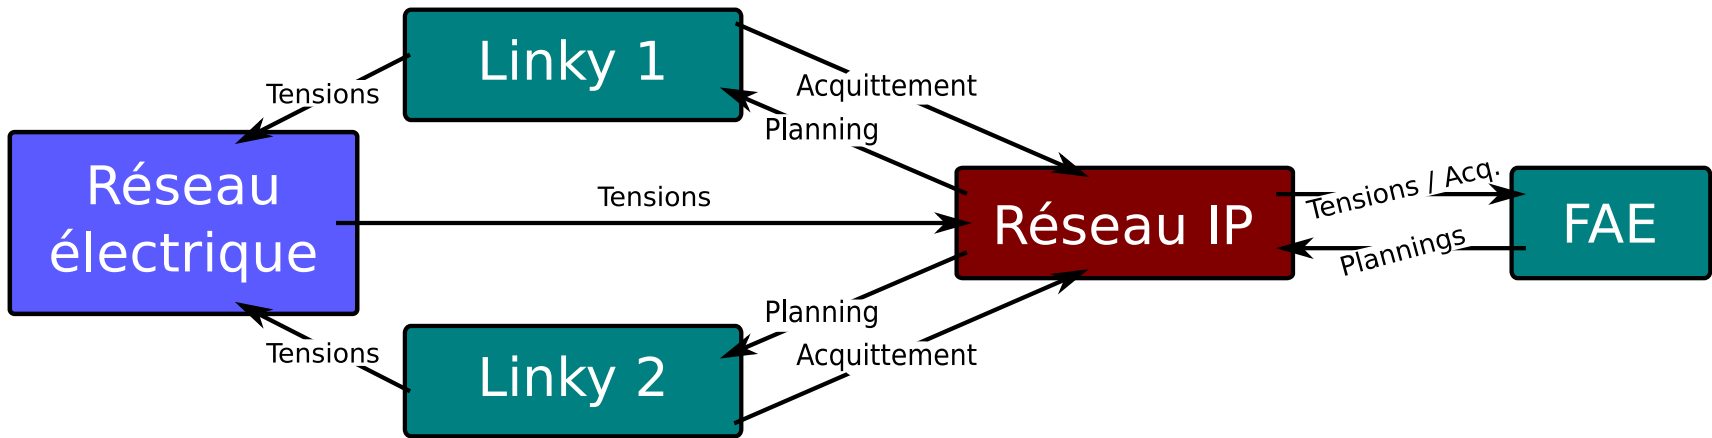 Linky 1
Tensions
Acquittement
Planning
Réseau
électrique
Tensions
Réseau IP
Tensions / Acq.
Plannings
FAE
Planning
Acquittement
Tensions
Linky 2